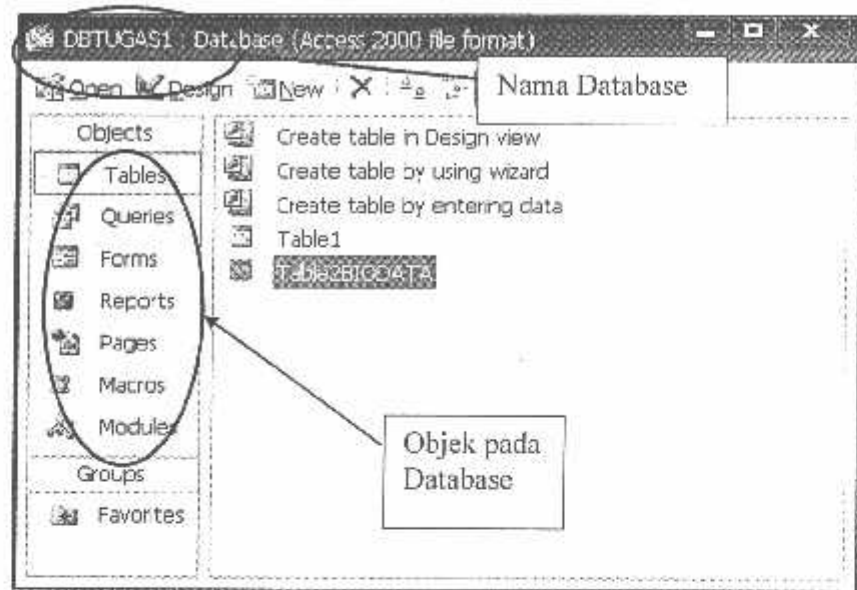 DBTUGAS1 : Database (Access 2000 file format)
Nama Database
Open Design New
Objects
Tables
Queries
Forms
Reports
Pages
Macros
Modules
Groups
Favorites
Create table in Design view
Create table by using wizard
Create table by entering data
Table1
Table2BIODATA
Objek pada
Database